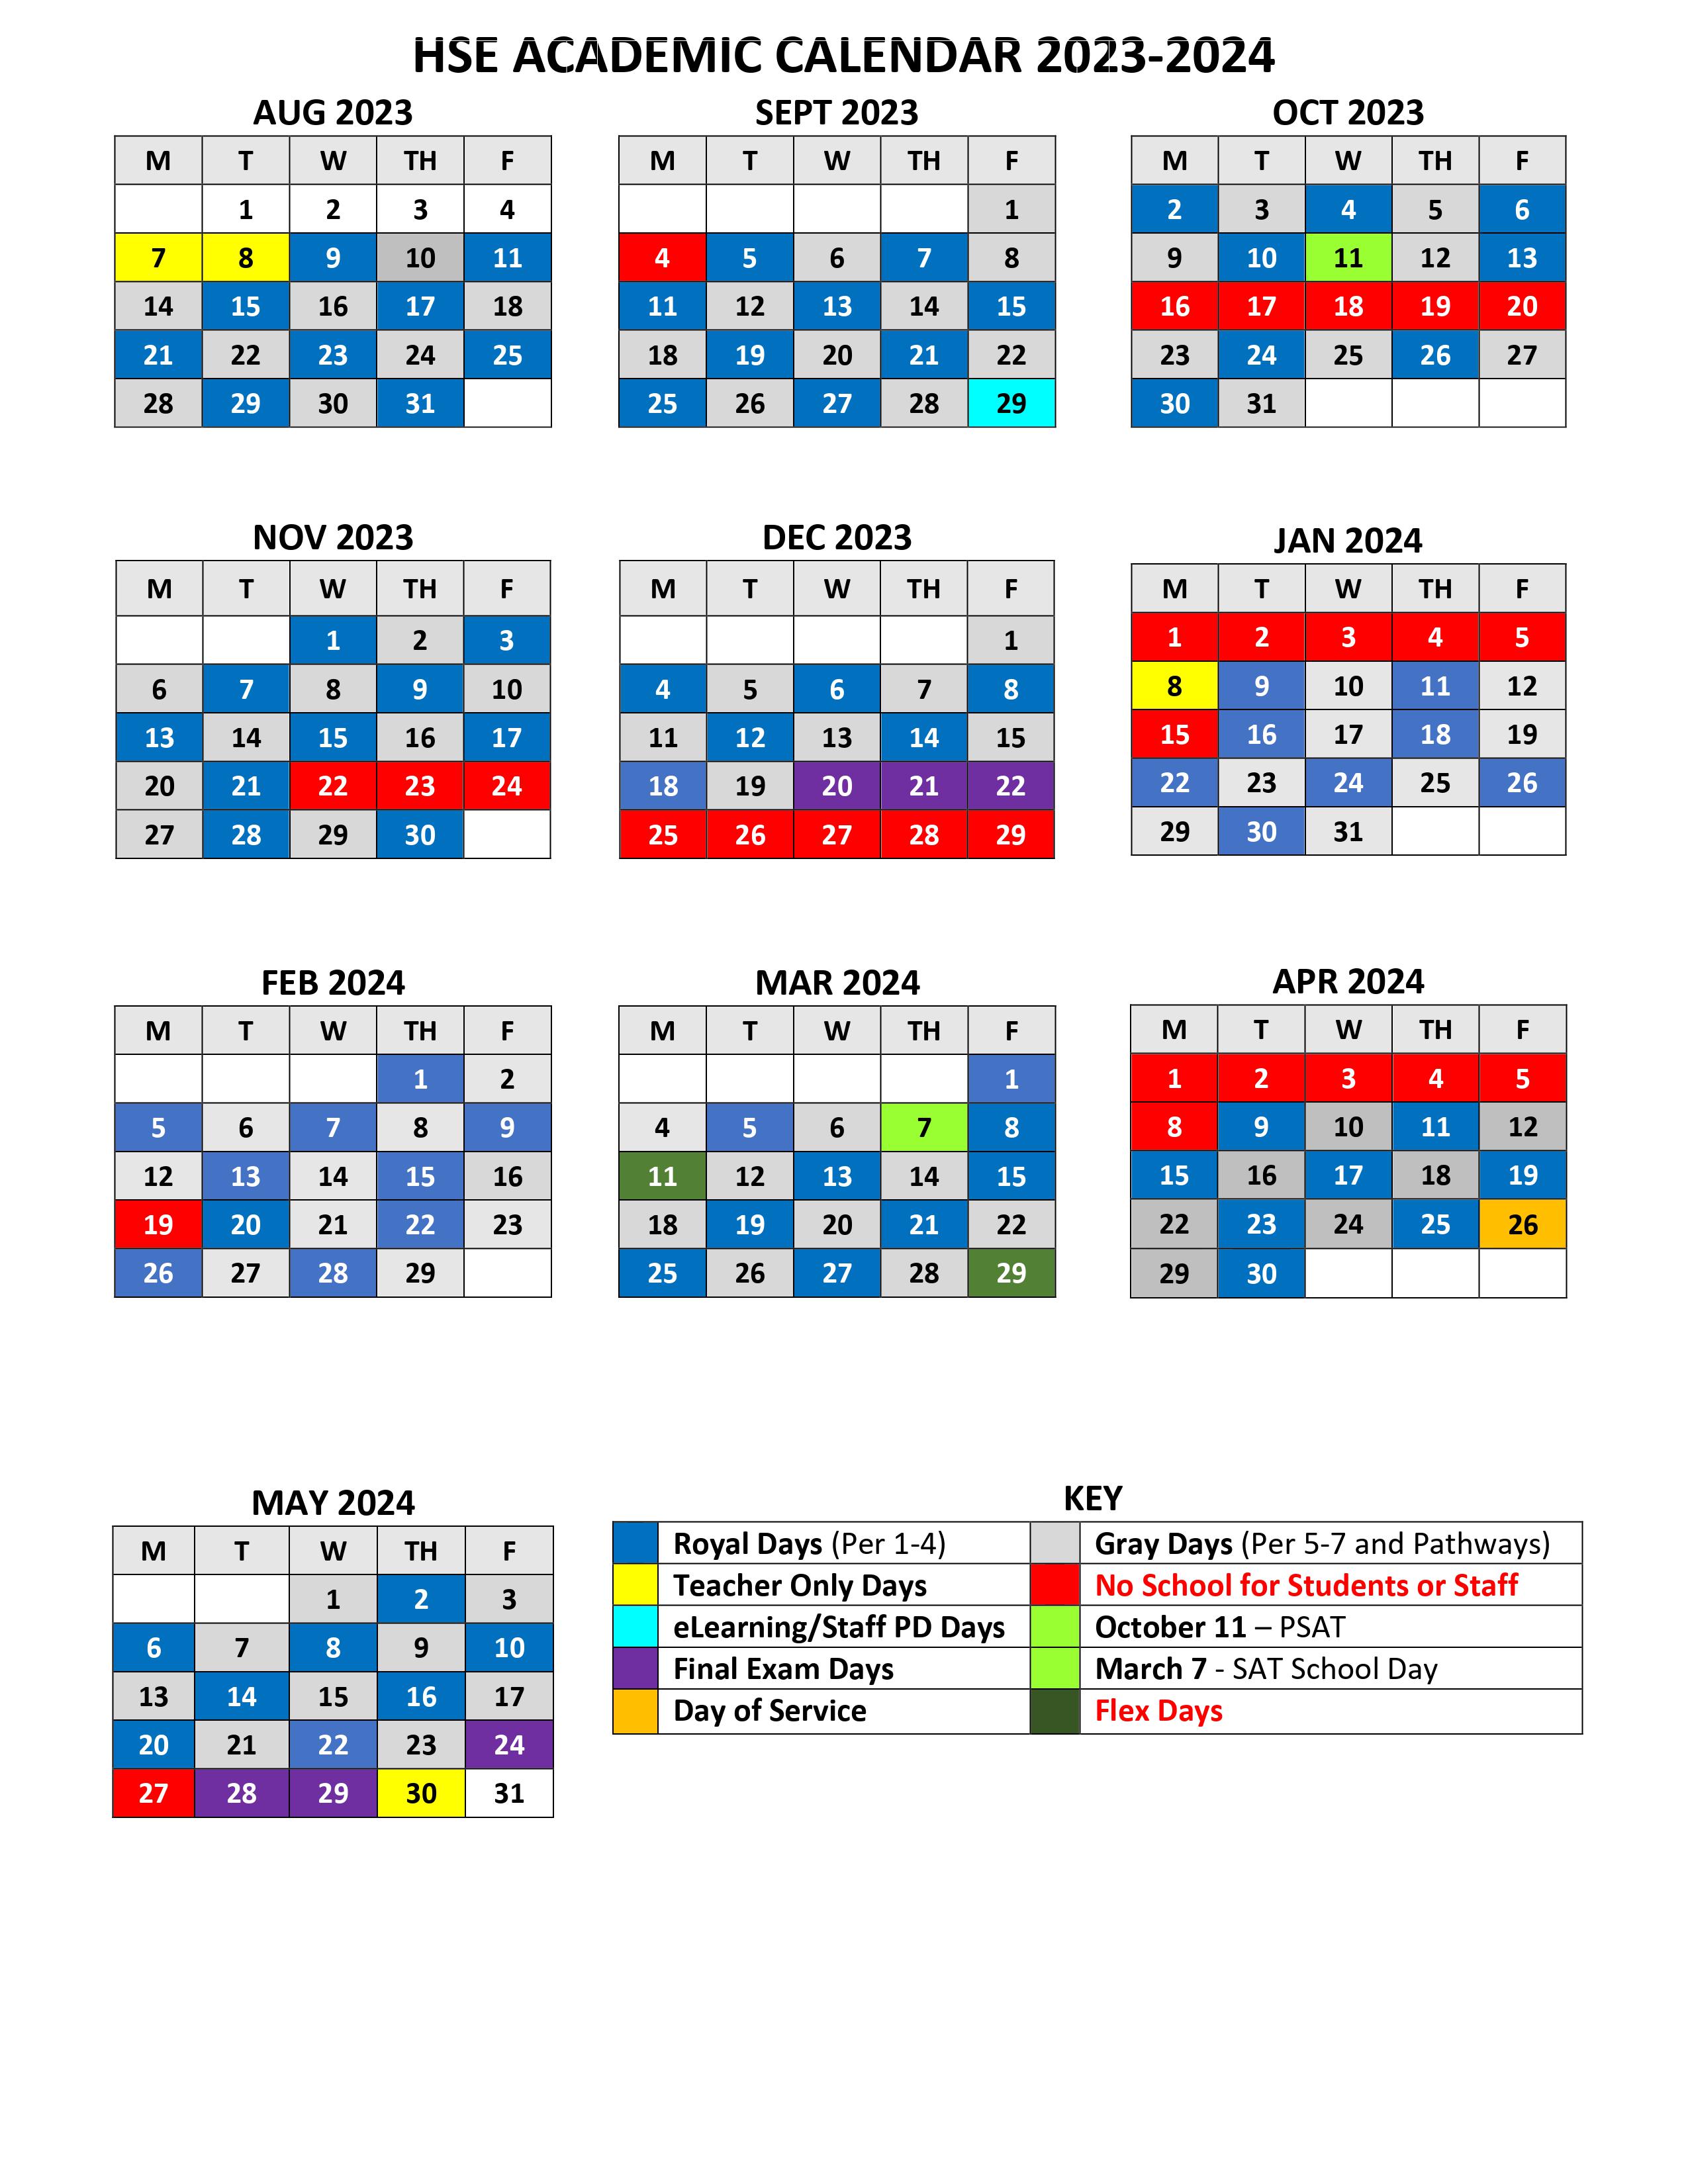 HSE ACADEMIC CALENDAR 2023-2024
AUG 2023
M T W TH F
1 2 3 4
7 8 9 10 11
14 15 16 17 18
21 22 23 24 25
28 29 30 31
SEPT 2023
M T W TH F
1
4 5 6 7 8
11 12 13 14 15
18 19 20 21 22
25 26 27 28 29
OCT 2023
M T W TH F
2 3 4 5 6
9 10 11 12 13
16 17 18 19 20
23 24 25 26 27
30 31
NOV 2023
M T W TH F
1 2 3
6 7 8 9 10
13 14 15 16 17
20 21 22 23 24
27 28 29 30
DEC 2023
M T W TH F
1
4 5 6 7 8
11 12 13 14 15
18 19 20 21 22
25 26 27 28 29
JAN 2024
M T W TH F
1 2 3 4 5
8 9 10 11 12
15 16 17 18 19
22 23 24 25 26
29 30 31
FEB 2024
M T W TH F
1 2
5 6 7 8 9
12 13 14 15 16
19 20 21 22 23
26 27 28 29
MAR 2024
M T W TH F
1
4 5 6 7 8
11 12 13 14 15
18 19 20 21 22
25 26 27 28 29
APR 2024
M T W TH F
1 2 3 4 5
8 9 10 11 12
15 16 17 18 19
22 23 24 25 26
29 30
MAY 2024
M T W TH F
1 2 3
6 7 8 9 10
13 14 15 16 17
20 21 22 23 24
27 28 29 30 31
KEY
Royal Days (Per 1-4) Gray Days (Per 5-7 and Pathways)
Teacher Only Days No School for Students or Staff
eLearning/Staff PD Days October 11 – PSAT
Final Exam Days March 7 - SAT School Day
Day of Service Flex Days